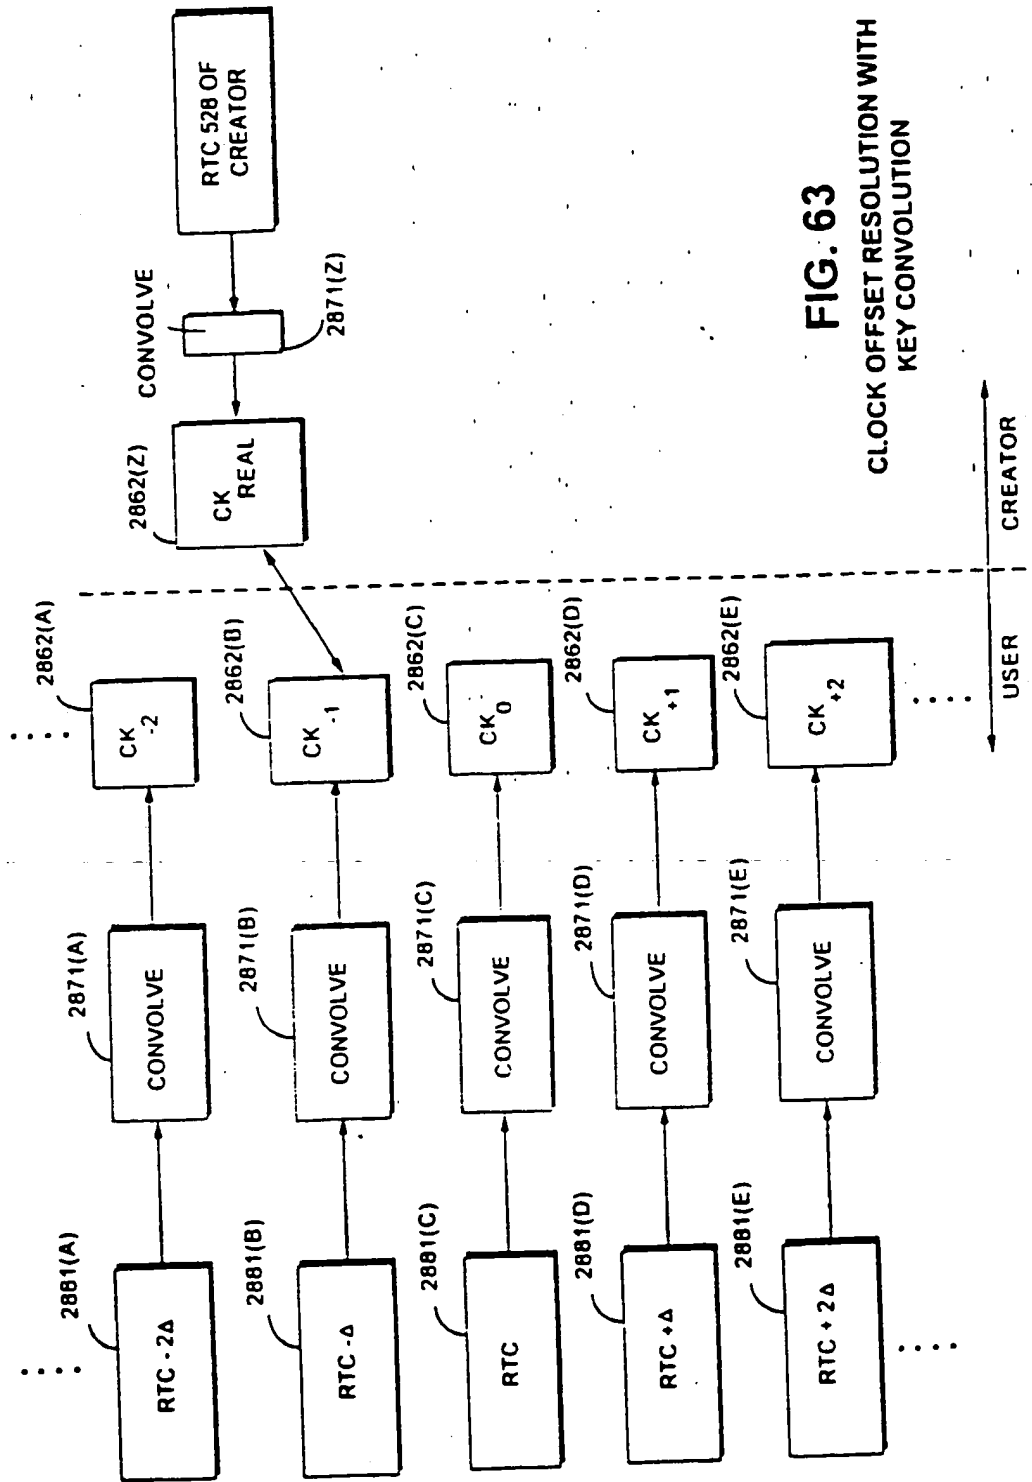 2881(A)
RTC - 2Δ
2871(A)
CONVOLVE
2862(A)
CK -2
2881(B)
RTC - Δ
2871(B)
CONVOLVE
2862(B)
CK -1
2881(C)
RTC
2871(C)
CONVOLVE
2862(C)
CK 0
2881(D)
RTC + Δ
2871(D)
CONVOLVE
2862(D)
CK +1
2881(E)
RTC + 2Δ
2871(E)
CONVOLVE
2862(E)
CK +2
2862(Z)
CK REAL
CONVOLVE
2871(Z)
RTC 528 OF
CREATOR
USER
CREATOR
FIG. 63
CLOCK OFFSET RESOLUTION WITH
KEY CONVOLUTION